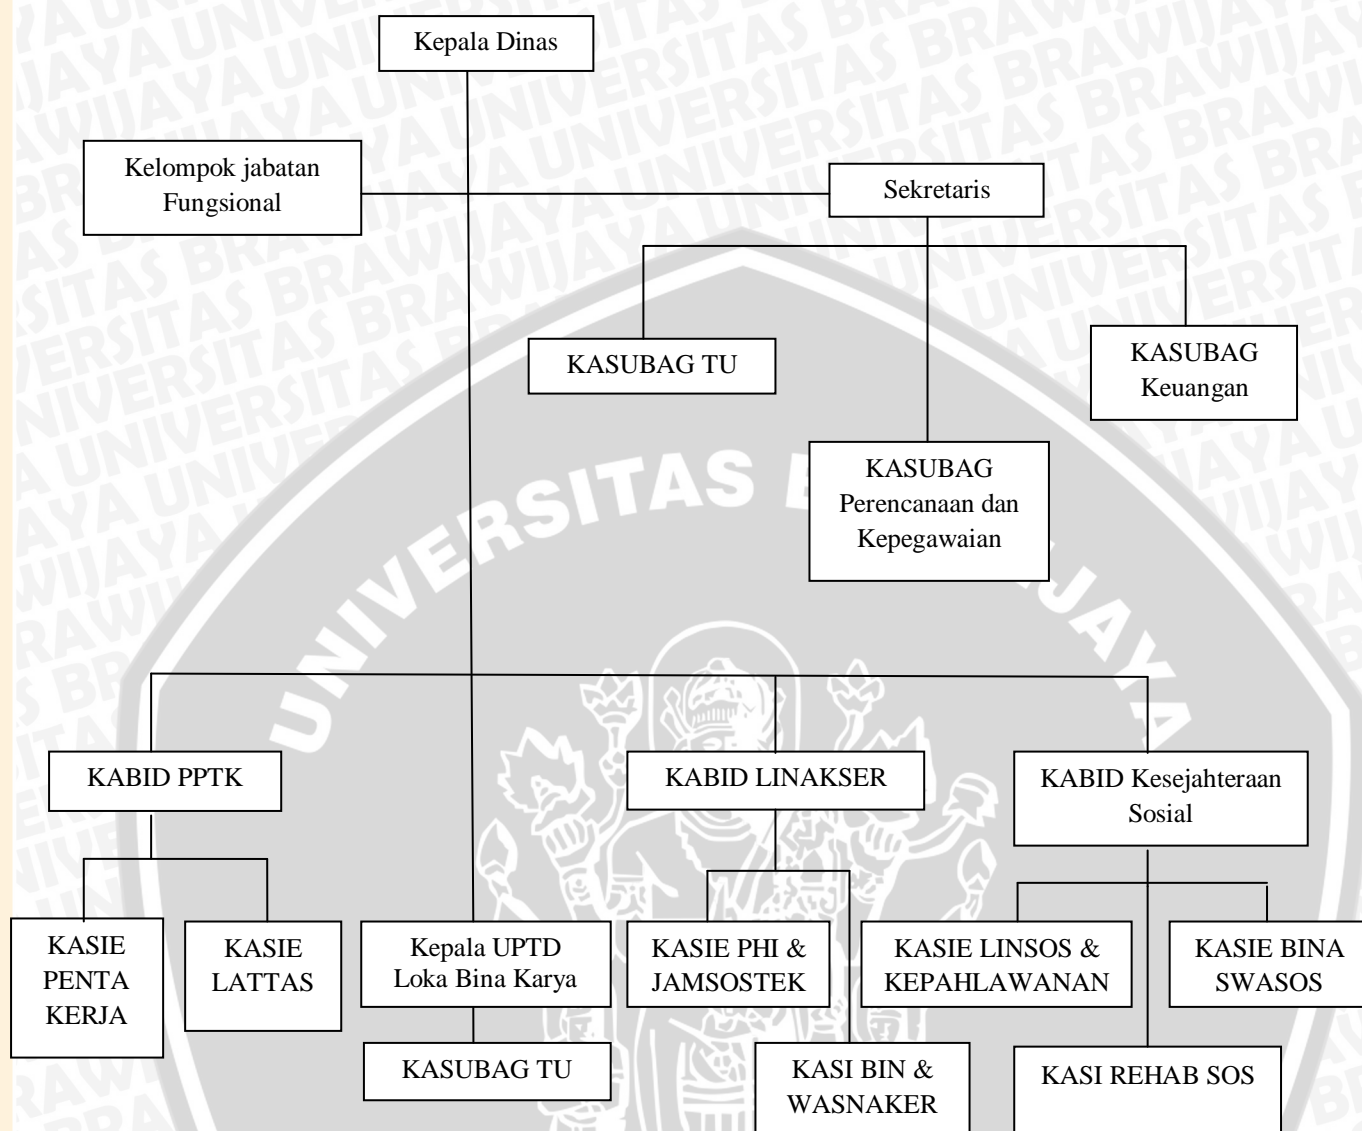 Kepala Dinas
Kelompok jabatan
Fungsional
Sekretaris
KASUBAG TU
KASUBAG
Keuangan
KASUBAG
Perencanaan dan
Kepegawaian
UNIVERSITAS B
IJAYA
KABID PPTK
KABID LINAKSER
KABID Kesejahteraan
Sosial
KASIE
PENTA
KERJA
KASIE
LATTAS
Kepala UPTD
Loka Bina Karya
KASIE PHI &
JAMSOSTEK
KASIE LINSOS &
KEPAHLAWANAN
KASIE BINA
SWASOS
KASUBAG TU
KASI BIN &
WASNAKER
KASI REHAB SOS